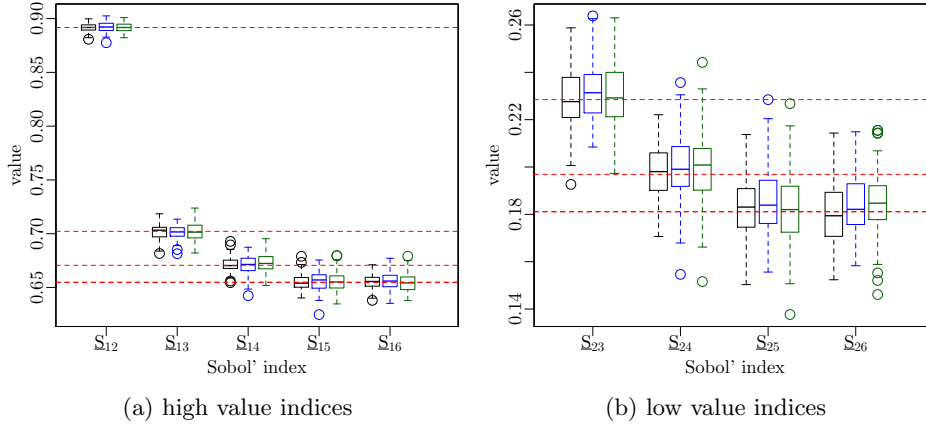 0.90
0.85
0.80
0.75
0.70
0.65
value
S12
S13
S14
S15
S16
Sobol' index
(a) high value indices
0.26
0.22
0.18
0.14
value
S23
S24
S25
S26
Sobol' index
(b) low value indices